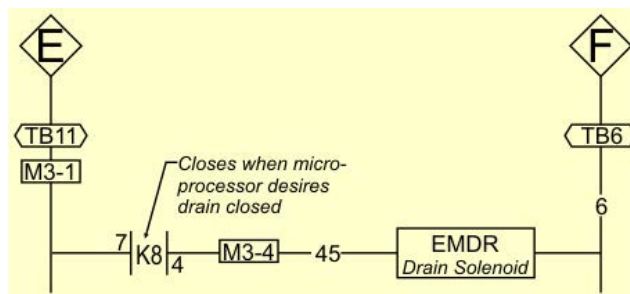 E
F
TB11
TB6
M3-1
Closes when micro-
processor desires
drain closed
6
7
K8
4
M3-4
45
EMDR
Drain Solenoid